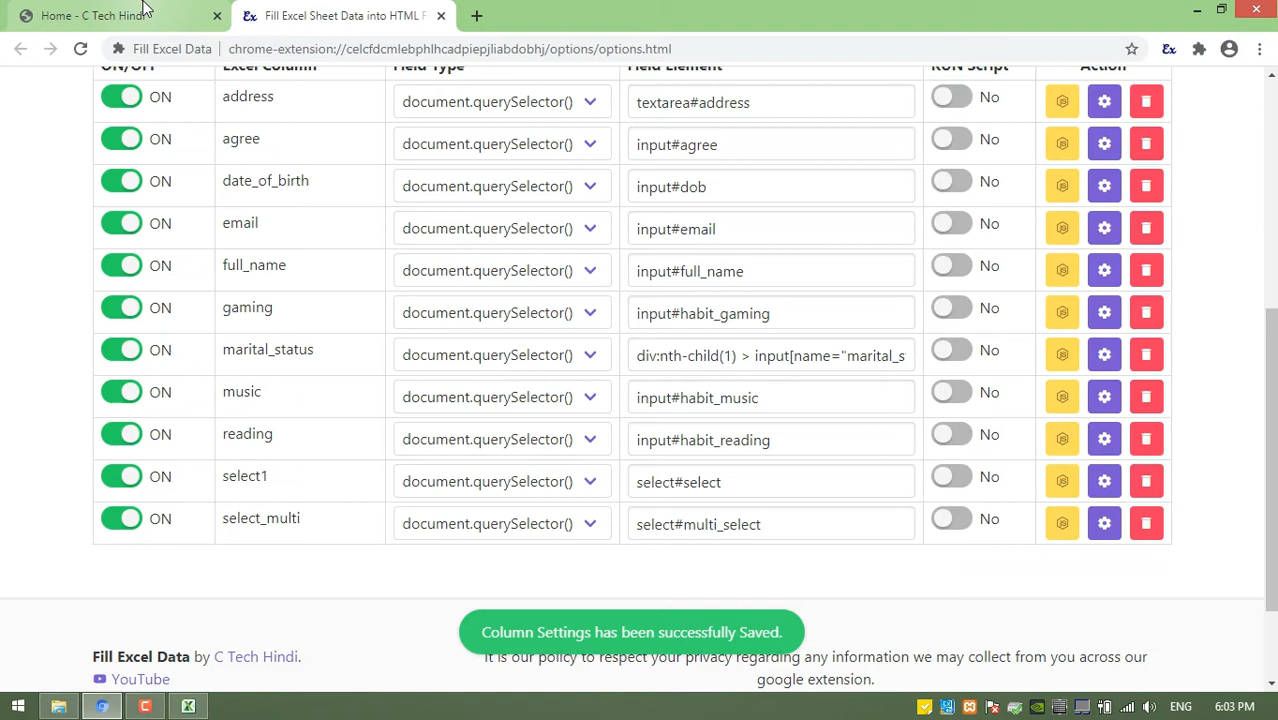 Home - C Tech Hindi
Ex Fill Excel Sheet Data into HTML F
Fill Excel Data chrome-extension://celcfdcmlebphlhcadpiepjliabdobhj/options/options.html Ex
ON/OFF Excel Column Field Type Field Element RUN Script Action
ON address document.querySelector() textarea#address No
ON agree document.querySelector() input#agree No
ON date_of_birth document.querySelector() input#dob No
ON email document.querySelector() input#email No
ON full_name document.querySelector() input#full_name No
ON gaming document.querySelector() input#habit_gaming No
ON marital_status document.querySelector() div:nth-child(1) > input[name="marital_s No
ON music document.querySelector() input#habit_music No
ON reading document.querySelector() input#habit_reading No
ON select1 document.querySelector() select#select No
ON select_multi document.querySelector() select#multi_select No
Column Settings has been successfully Saved.
Fill Excel Data by C Tech Hindi.
YouTube
It is our policy to respect your privacy regarding any information we may collect from you across our
google extension.
ENG 6:03 PM